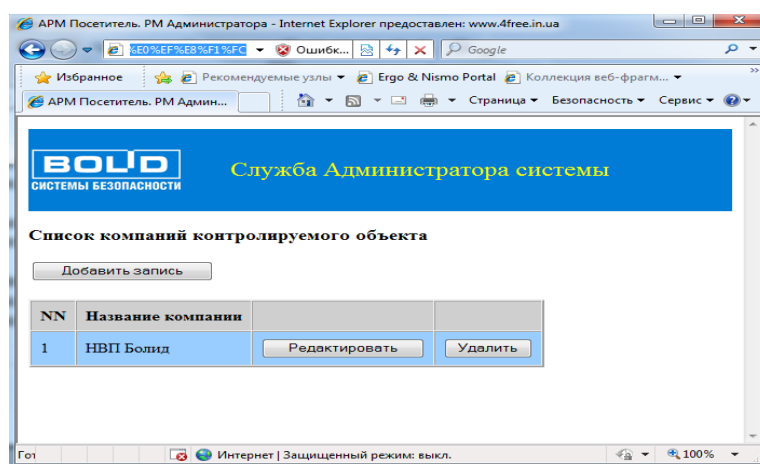 АРМ Посетитель. РМ Администратора - Internet Explorer предоставлен: www.4free.in.ua
%E0%EF%E8%F1%FC Ошибк... Google
Избранное Рекомендуемые узлы Ergo & Nismo Portal Коллекция веб-фрагм...
АРМ Посетитель. РМ Админ... Страница Безопасность Сервис
BOLID
СИСТЕМЫ БЕЗОПАСНОСТИ
Служба Администратора системы
Список компаний контролируемого объекта
Добавить запись
NN Название компании
1 НВП Болид Редактировать Удалить
Гот Интернет | Защищенный режим: выкл. 100%